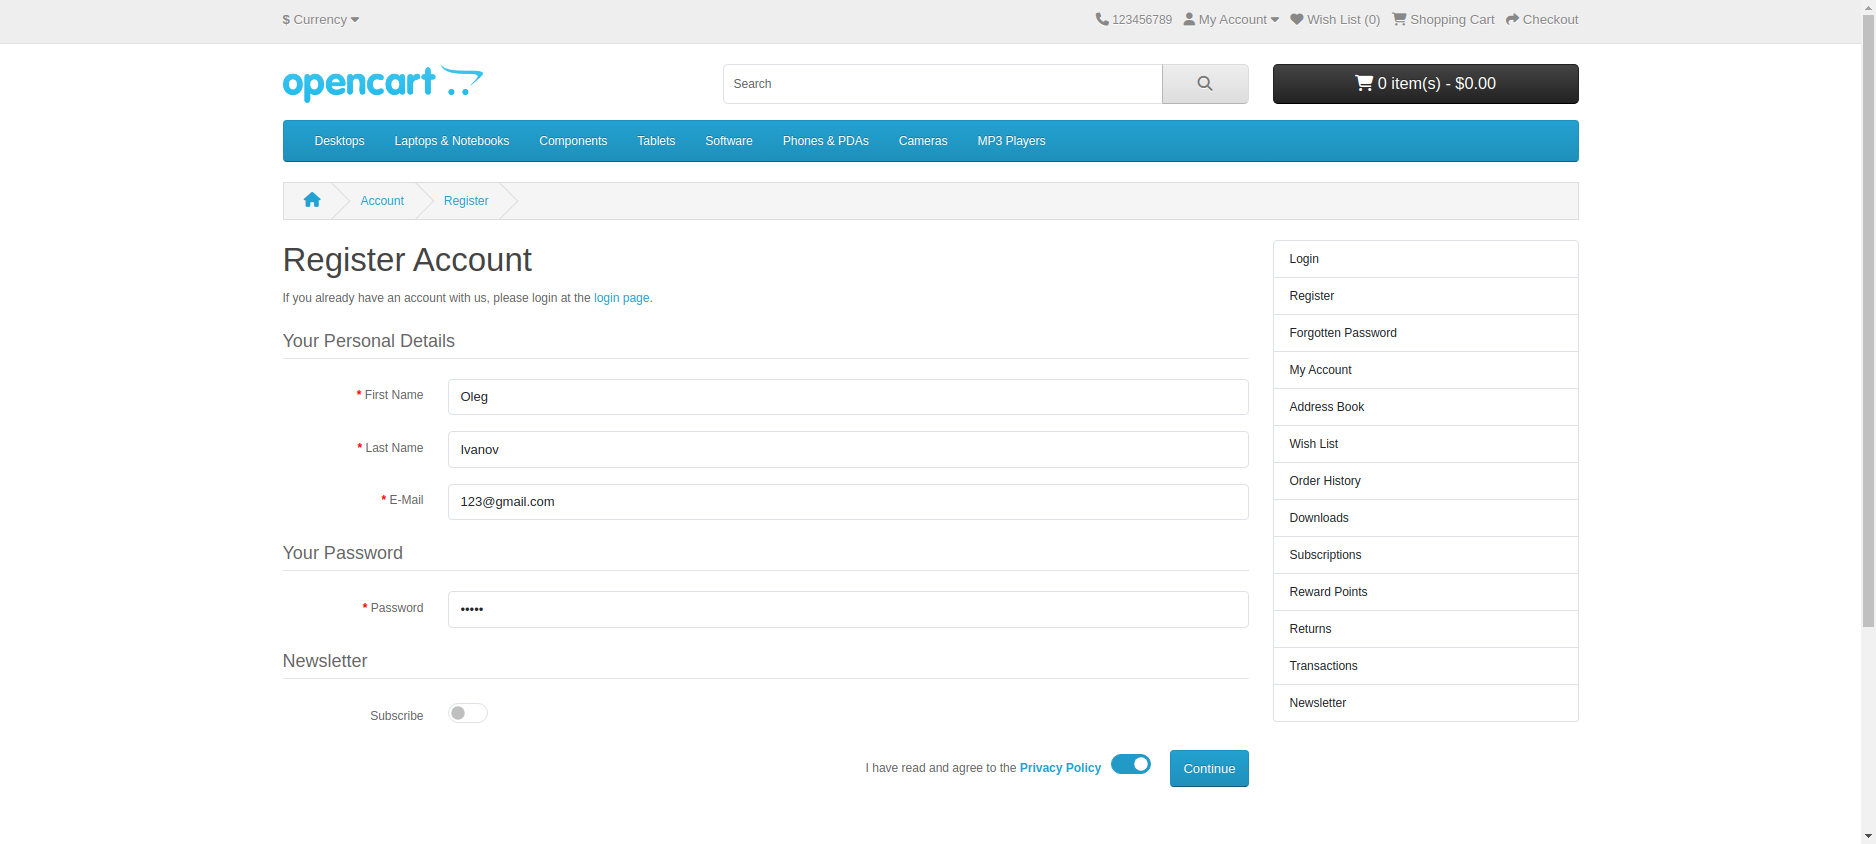 $ Currency
123456789 My Account Wish List (0) Shopping Cart Checkout
opencart
Search
0 item(s) - $0.00
Desktops Laptops & Notebooks Components Tablets Software Phones & PDAs Cameras MP3 Players
Account Register
Register Account
If you already have an account with us, please login at the login page.
Your Personal Details
* First Name Oleg
* Last Name Ivanov
* E-Mail 123@gmail.com
Your Password
* Password •••••
Newsletter
Subscribe
I have read and agree to the Privacy Policy Continue
Login
Register
Forgotten Password
My Account
Address Book
Wish List
Order History
Downloads
Subscriptions
Reward Points
Returns
Transactions
Newsletter